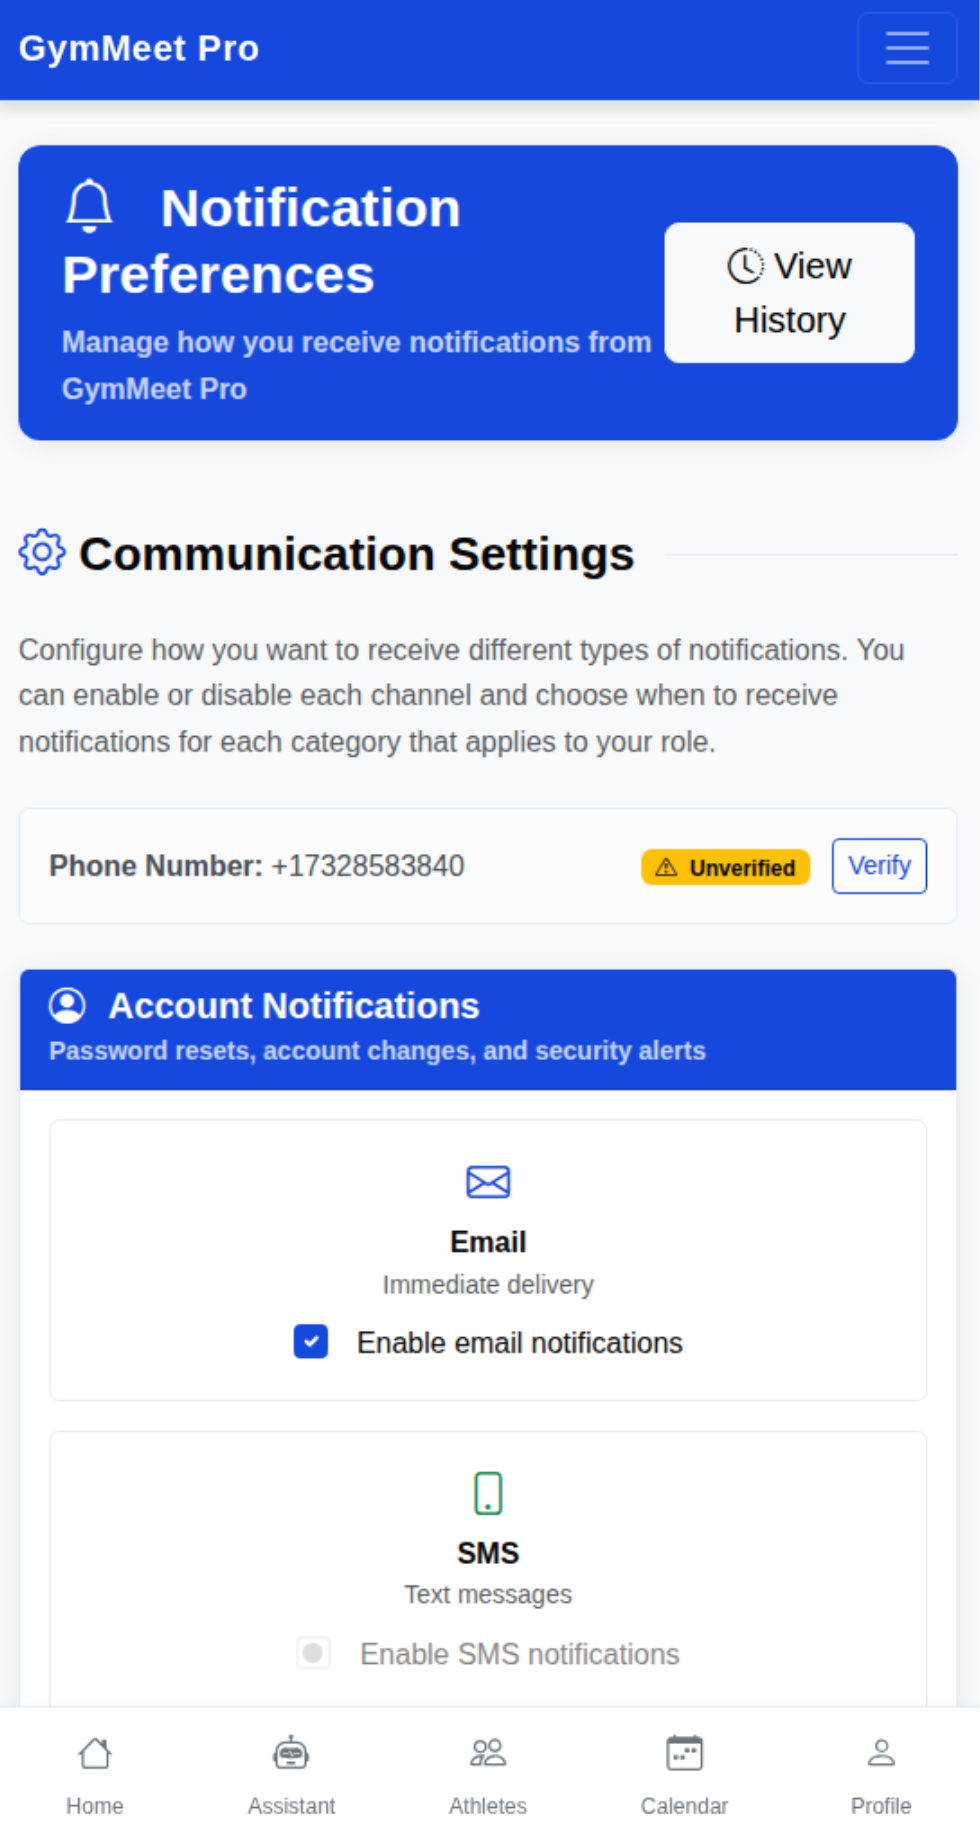 GymMeet Pro
Notification
Preferences
Manage how you receive notifications from
GymMeet Pro
View
History
Communication Settings
Configure how you want to receive different types of notifications. You
can enable or disable each channel and choose when to receive
notifications for each category that applies to your role.
Phone Number: +17328583840
Unverified
Verify
Account Notifications
Password resets, account changes, and security alerts
Email
Immediate delivery
Enable email notifications
SMS
Text messages
Enable SMS notifications
Home
Assistant
Athletes
Calendar
Profile